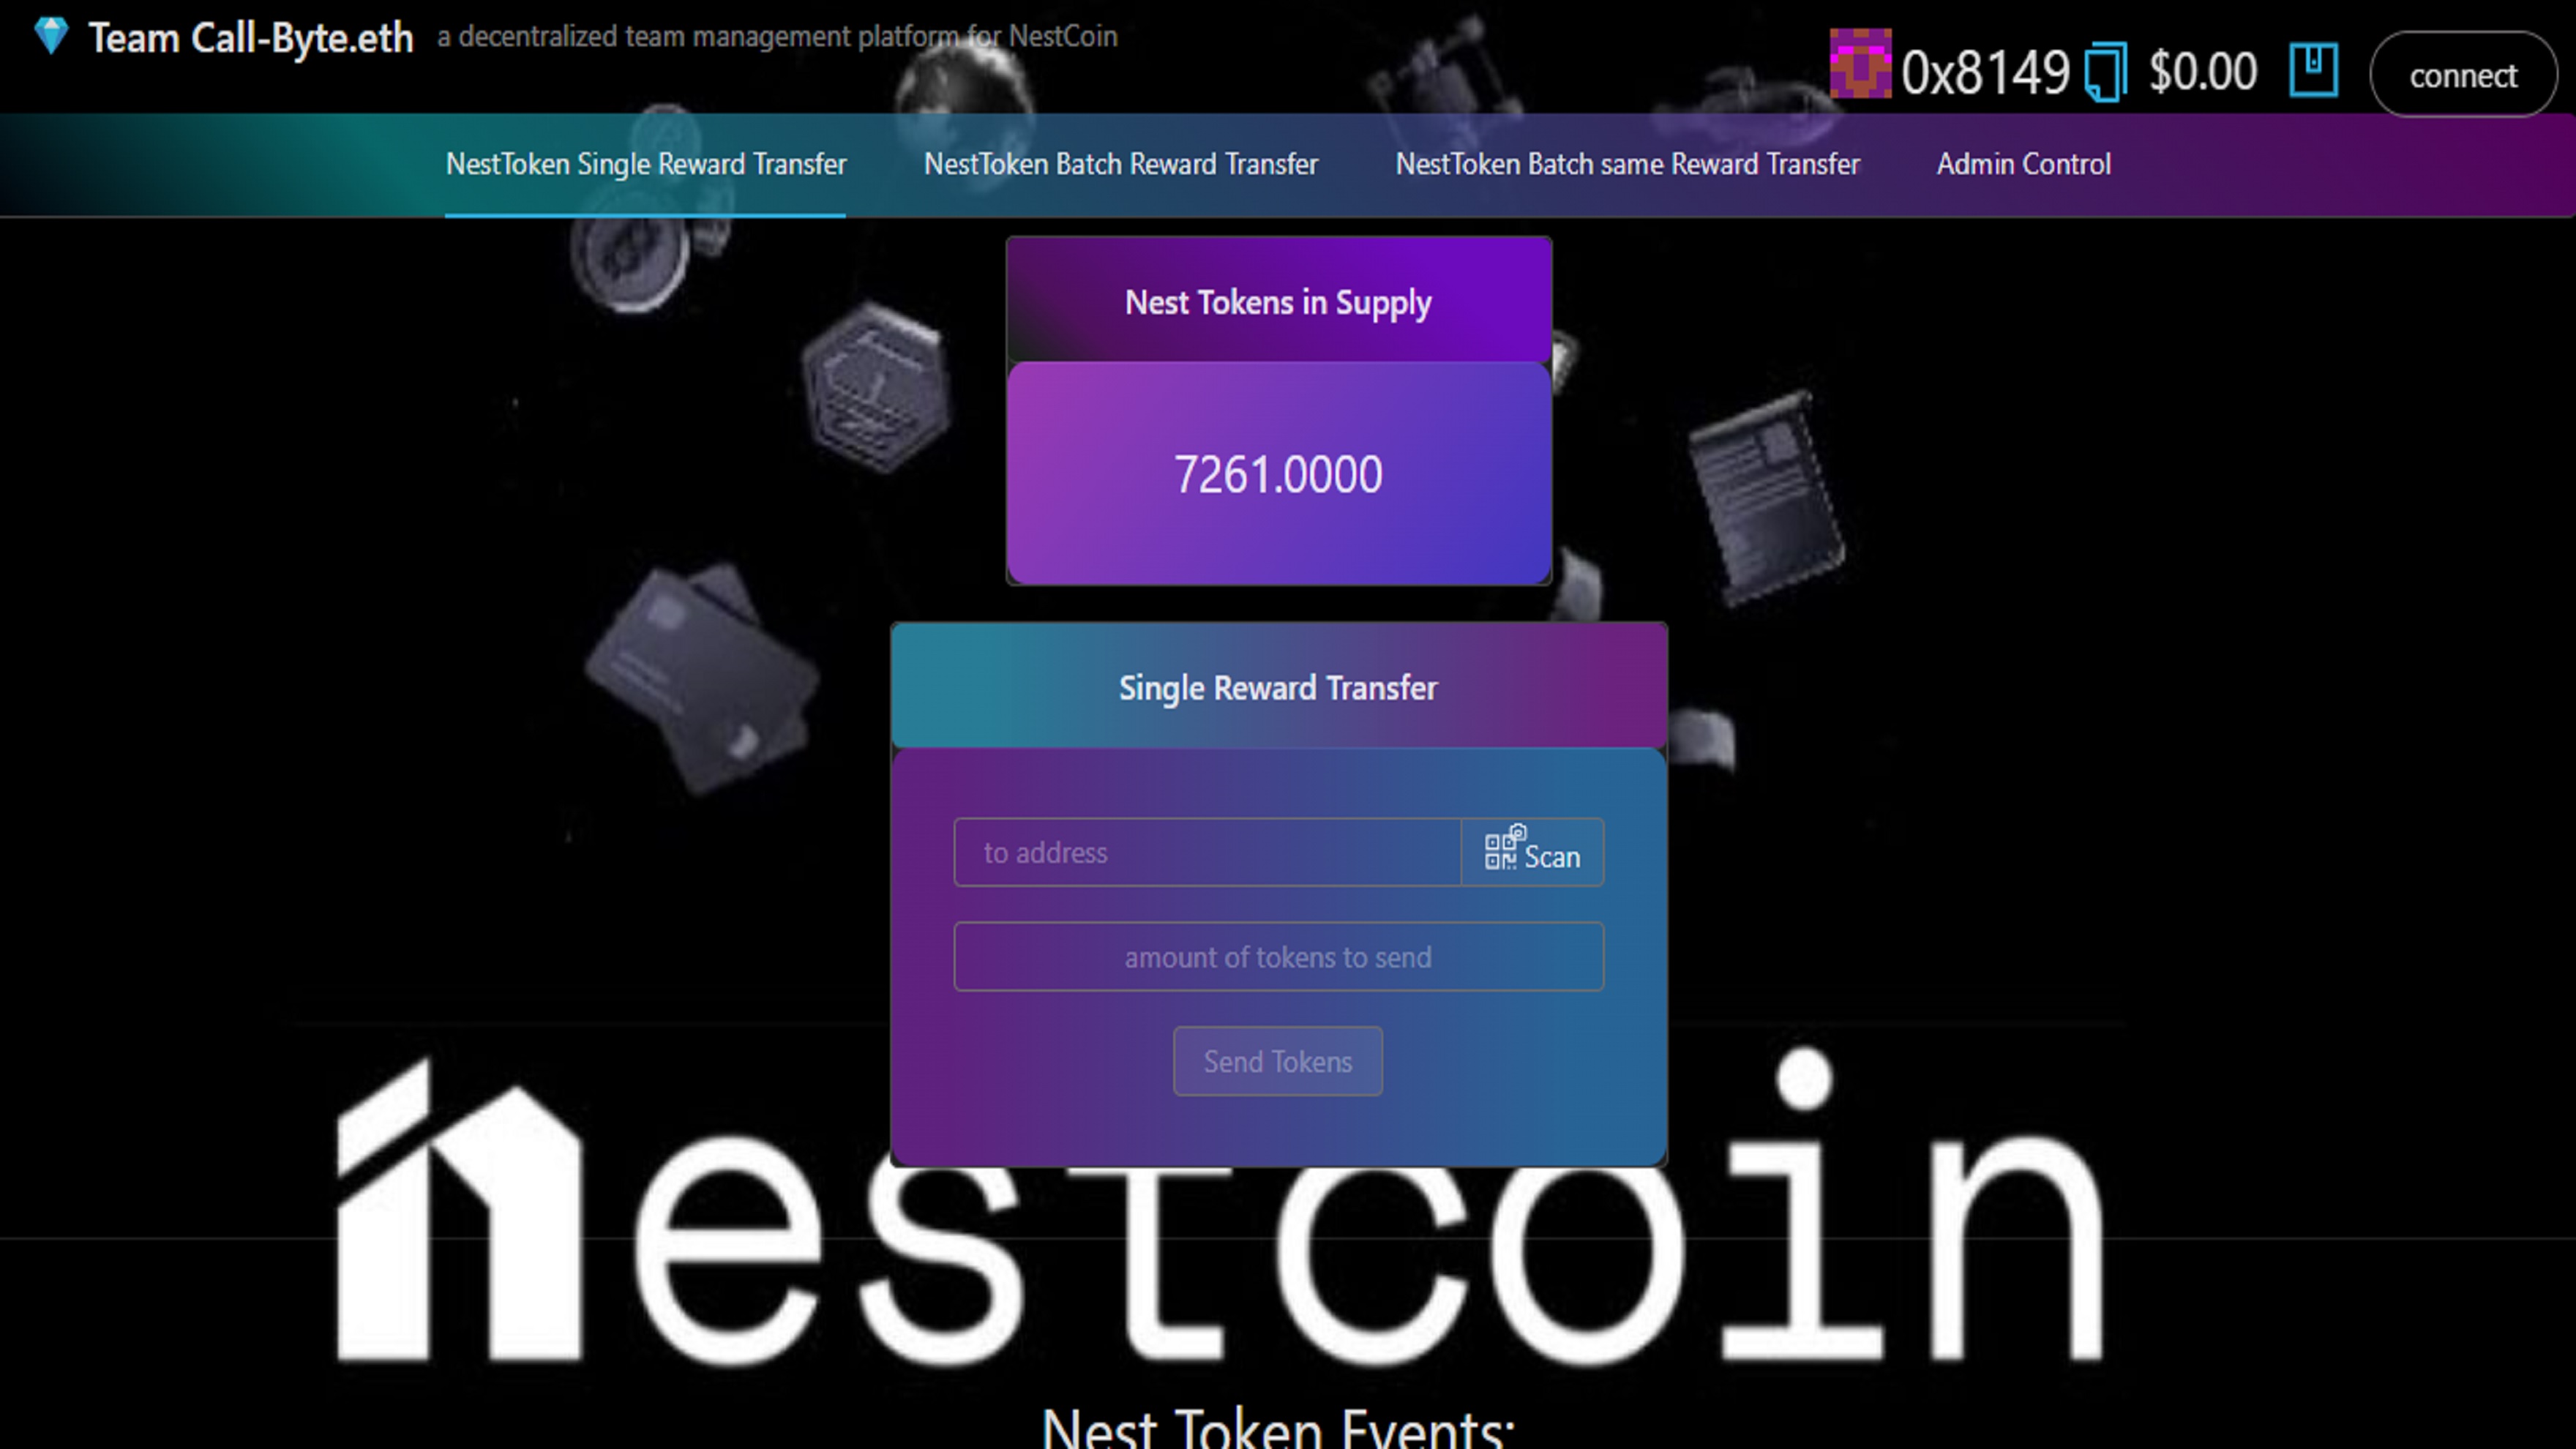 Team Call-Byte.eth a decentralized team management platform for NestCoin
0x8149 $0.00 connect
NestToken Single Reward Transfer NestToken Batch Reward Transfer NestToken Batch same Reward Transfer Admin Control
Nest Tokens in Supply
7261.0000
Single Reward Transfer
to address Scan
amount of tokens to send
Send Tokens
nestcoin
Nest Token Events: